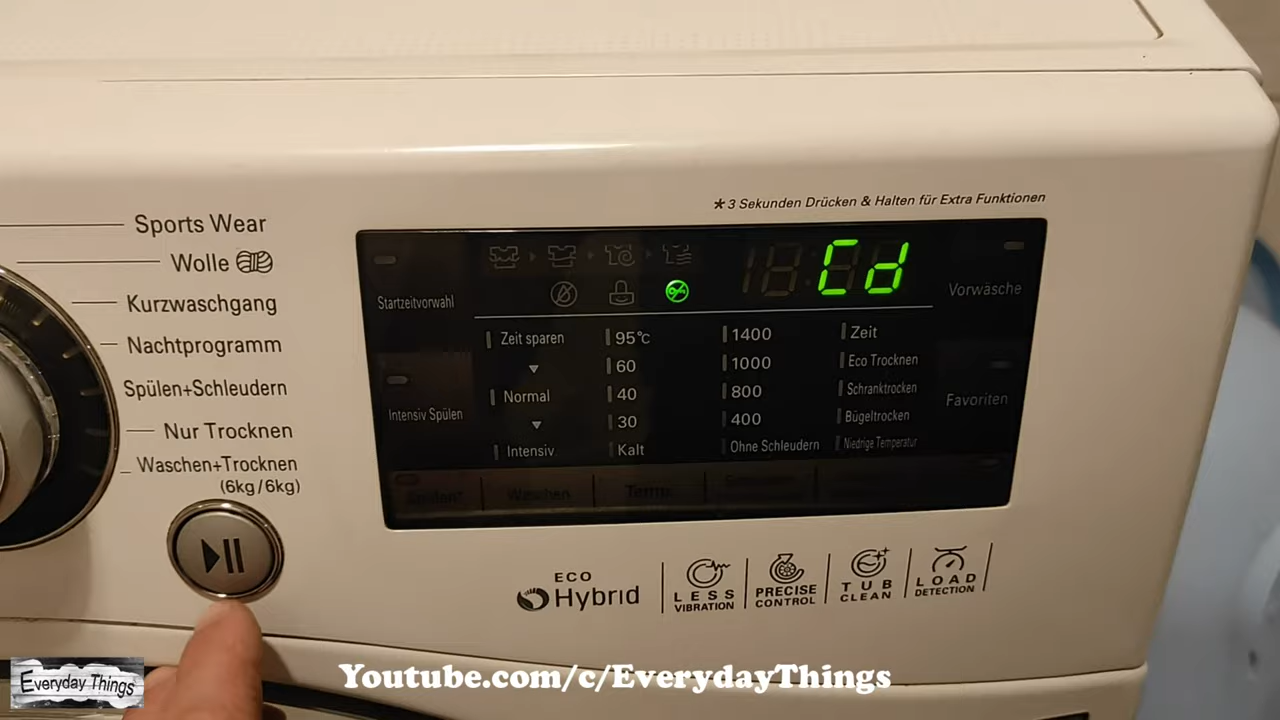 * 3 Sekunden Drücken & Halten für Extra Funktionen
Sports Wear
Wolle
Kurzwaschgang
Nachtprogramm
Spülen+Schleudern
Nur Trocknen
Waschen+Trocknen
(6kg/6kg)
Cd
Startzeitvorwahl
Vorwäsche
Zeit sparen
95°c
1400
Zeit
60
1000
Eco Trocknen
Normal
40
800
Schranktrocken
Favoriten
Intensiv Spülen
30
400
Bügeltrocken
Intensiv
Kalt
Ohne Schleudern
Niedrige Temperatur
Waschen
Temp.
ECO
Hybrid
LESS
VIBRATION
PRECISE
CONTROL
TUB
CLEAN
LOAD
DETECTION
Everyday Things
Youtube.com/c/EverydayThings